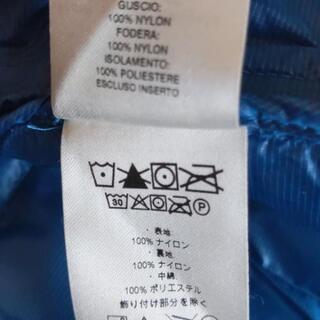 GUSCIO:
100% NYLON
FODERA:
100% NYLON
ISOLAMENTO:
100% POLIESTERE
ESCLUSO INSERTO
30 P
・表地
100% ナイロン
・裏地
100% ナイロン
・中綿
100% ポリエステル
飾り付け部分を除く